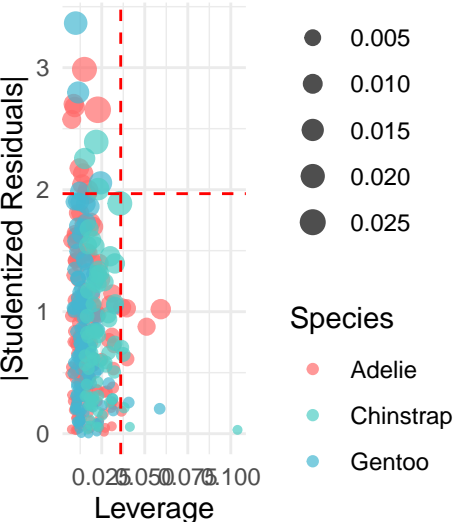 |Studentized Residuals|
3
2
1
0
0.025
0.050
0.075
0.100
Leverage
0.005
0.010
0.015
0.020
0.025
Species
Adelie
Chinstrap
Gentoo